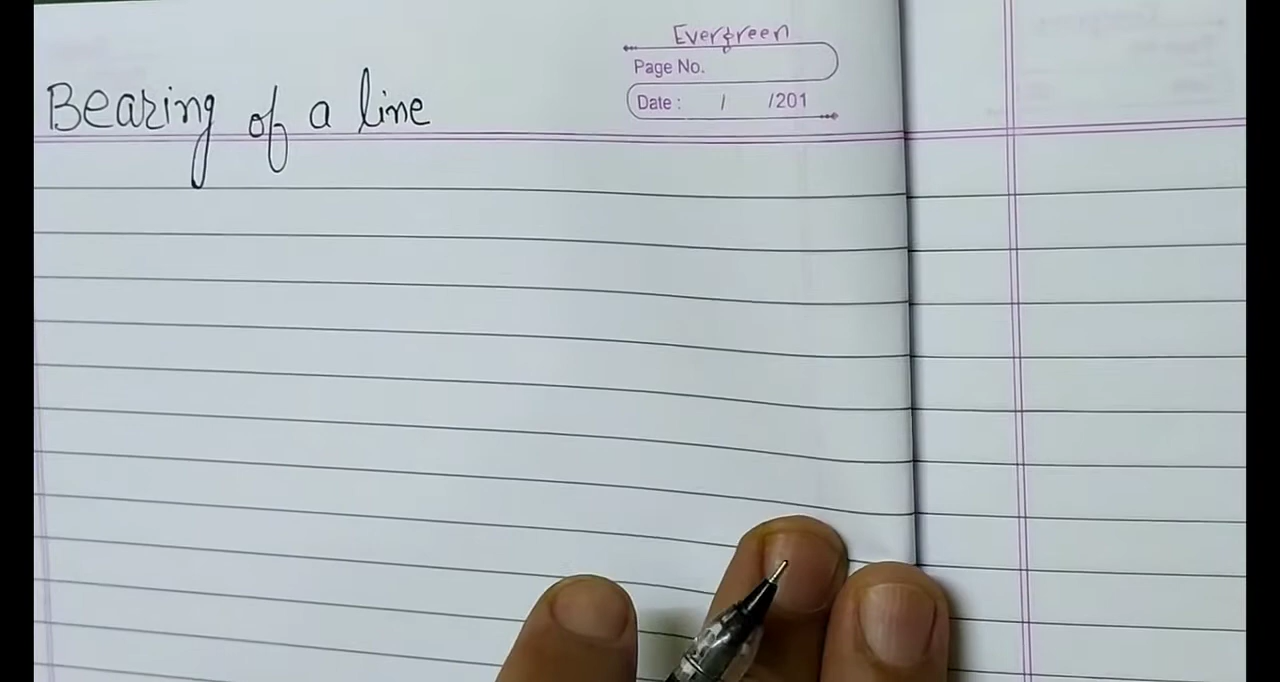 Evergreen
Page No.
Bearing of a line
Date : / /201